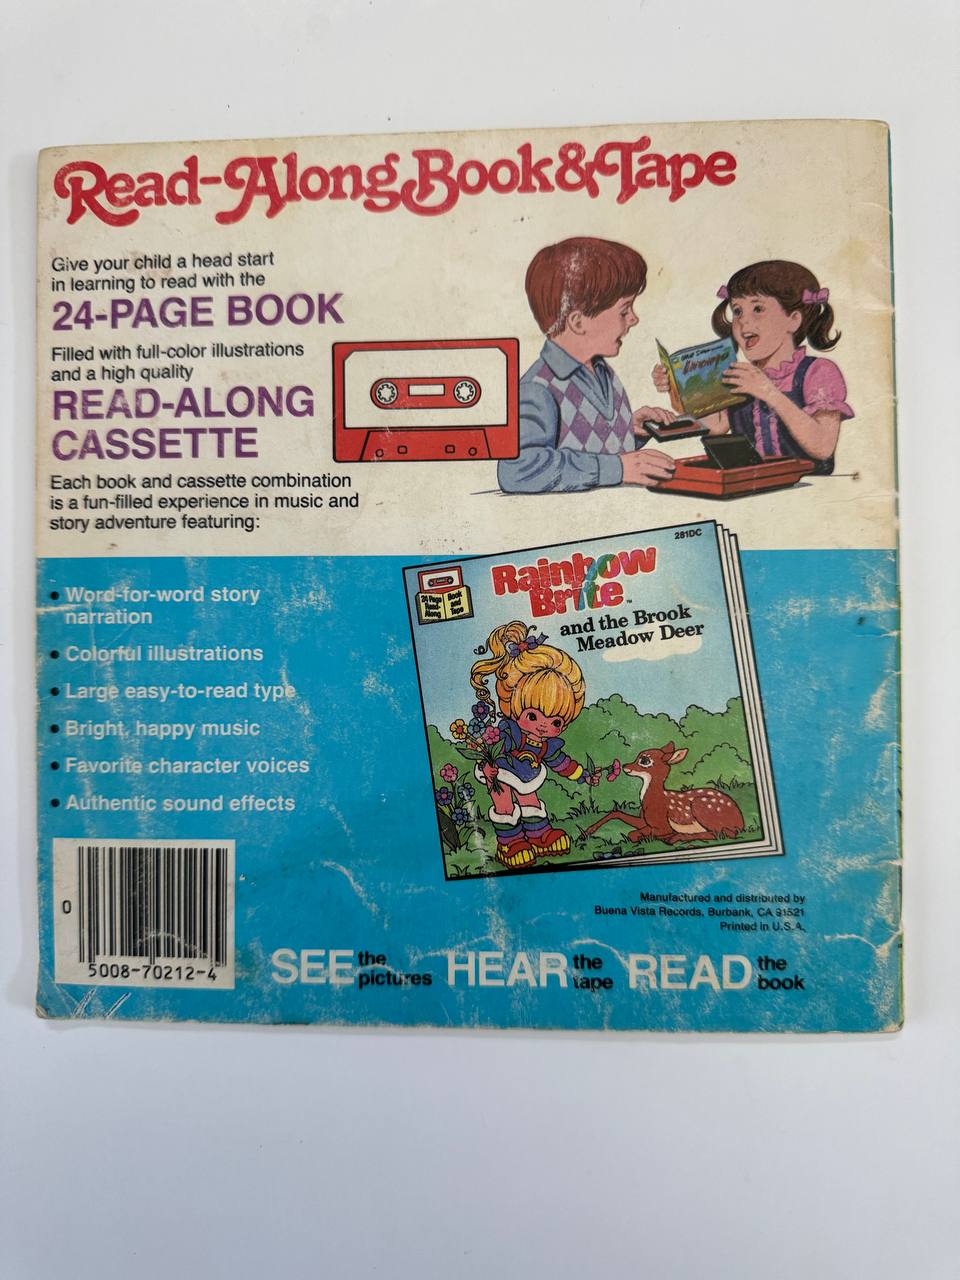 Read-Along Book & Tape
Give your child a head start
in learning to read with the
24-PAGE BOOK
Filled with full-color illustrations
and a high quality
READ-ALONG
CASSETTE
Each book and cassette combination
is a fun-filled experience in music and
story adventure featuring:
• Word-for-word story
narration
• Colorful illustrations
• Large easy-to-read type
• Bright, happy music
• Favorite character voices
• Authentic sound effects
281DC
24 Page
Read-
Along
Book
and
Tape
Rainbow
Brite™
and the Brook
Meadow Deer
Manufactured and distributed by
Buena Vista Records, Burbank, CA 91521
Printed in U.S.A.
0
5008-70212-4
SEE the pictures HEAR the tape READ the book